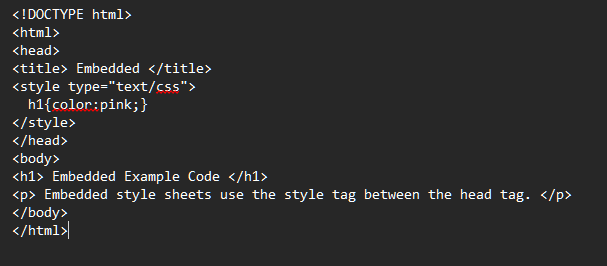 <!DOCTYPE html>
<html>
<head>
<title> Embedded </title>
<style type="text/css">
  h1{color:pink;}
</style>
</head>
<body>
<h1> Embedded Example Code </h1>
<p> Embedded style sheets use the style tag between the head tag. </p>
</body>
</html>